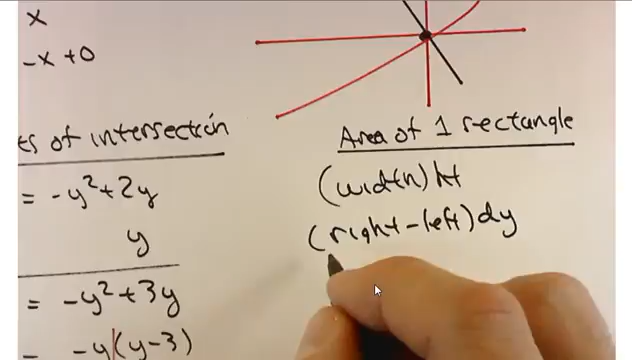 x
-x +0
ts of intersection
= -y²+2y
y
= -y²+3y
= -y(y-3)
Area of 1 rectangle
(width) ht
(right-left) dy